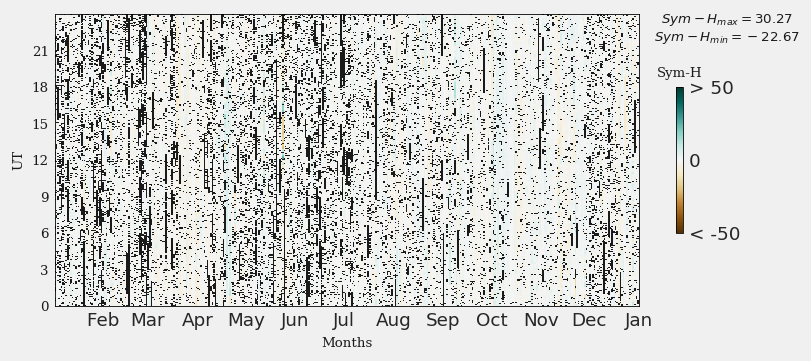 Sym − H_max = 30.27
Sym − H_min = −22.67
Sym-H
> 50
0
< -50
UT
21
18
15
12
9
6
3
0
Feb Mar Apr May Jun Jul Aug Sep Oct Nov Dec Jan
Months